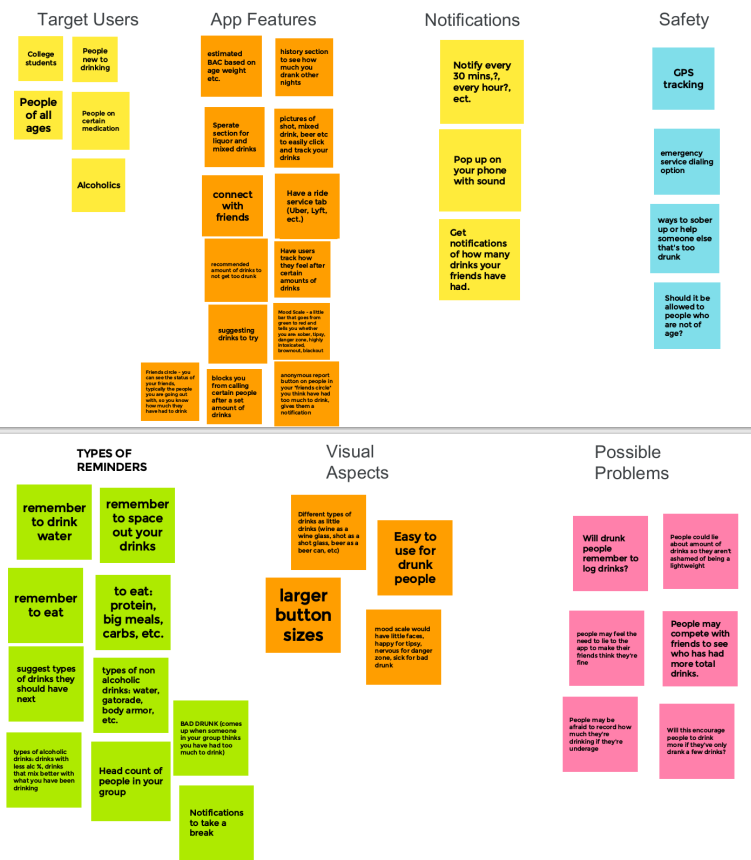 Target Users
App Features
Notifications
Safety
College
students
People
new to
drinking
People
of all
ages
People on
certain
medication
Alcoholics
estimated
BAC based on
age weight
etc.
history section
to see how
much you
drank other
nights
Sperate
section for
liquor and
mixed drinks
pictures of
shot, mixed
drink, beer etc
to easily click
and track your
drinks
connect
with
friends
Have a ride
service tab
(Uber, Lyft,
ect.)
recommended
amount of drinks to
not get too drunk
Have users
track how
they feel after
certain
amounts of
drinks
suggesting
drinks to try
Mood Scale - a little
bar that goes from
green to red and
tells you whether
you are: sober, tipsy,
danger zone, highly
intoxicated,
brownout, blackout
Friends circle - you
can see the status of
your friends,
typically the people
you are going out
with, so you know
how much they
have had to drink
blocks you
from calling
certain people
after a set
amount of
drinks
anonymous report
button on people in
your "friends circle"
you think have had
too much to drink,
gives them a
notification
Notify every
30 mins,?,
every hour?,
ect.
Pop up on
your phone
with sound
Get
notifications
of how many
drinks your
friends have
had.
GPS
tracking
emergency
service dialing
option
ways to sober
up or help
someone else
that's too
drunk
Should it be
allowed to
people who
are not of
age?
TYPES OF
REMINDERS
Visual
Aspects
Possible
Problems
remember
to drink
water
remember
to space
out your
drinks
remember
to eat
to eat:
protein,
big meals,
carbs, etc.
suggest types
of drinks they
should have
next
types of non
alcoholic
drinks: water,
gatorade,
body armor,
etc.
BAD DRUNK (comes
up when someone
in your group thinks
you have had too
much to drink)
types of alcoholic
drinks: drinks with
less alc %, drinks
that mix better with
what you have been
drinking
Head count of
people in your
group
Notifications
to take a
break
Different types of
drinks as little
drinks (wine as a
wine glass, shot as a
shot glass, beer as a
beer can, etc)
Easy to
use for
drunk
people
larger
button
sizes
mood scale would
have little faces,
happy for tipsy,
nervous for danger
zone, sick for bad
drunk
Will drunk
people
remember to
log drinks?
People could lie
about amount of
drinks so they aren't
ashamed of being a
lightweight
people may feel the
need to lie to the
app to make their
friends think they're
fine
People may
compete with
friends to see
who has had
more total
drinks.
People may be
afraid to record how
much they're
drinking if they're
underage
Will this encourage
people to drink
more if they've only
drank a few drinks?